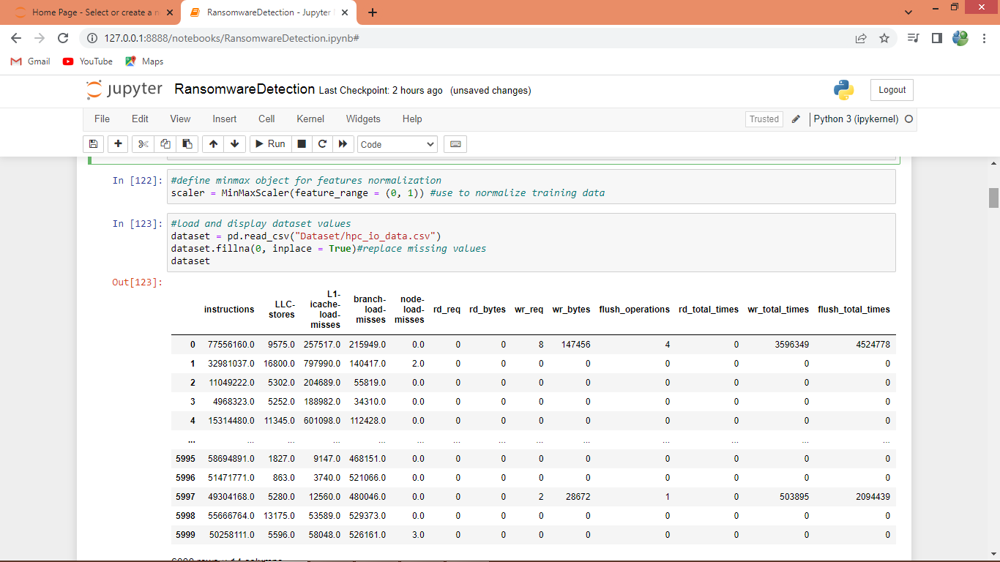 Home Page - Select or create a n
RansomwareDetection - Jupyter
127.0.0.1:8888/notebooks/RansomwareDetection.ipynb#
Gmail YouTube Maps
jupyter RansomwareDetection Last Checkpoint: 2 hours ago (unsaved changes) Logout
File Edit View Insert Cell Kernel Widgets Help Trusted Python 3 (ipykernel)
Run Code
In [122]: #define minmax object for features normalization
scaler = MinMaxScaler(feature_range = (0, 1)) #use to normalize training data
In [123]: #load and display dataset values
dataset = pd.read_csv("Dataset/hpc_io_data.csv")
dataset.fillna(0, inplace = True)#replace missing values
dataset
Out[123]:
instructions LLC-stores L1-icache-load-misses branch-load-misses node-load-misses rd_req rd_bytes wr_req wr_bytes flush_operations rd_total_times wr_total_times flush_total_times
0 77556160.0 9575.0 257517.0 215949.0 0.0 0 0 8 147456 4 0 3596349 4524778
1 32981037.0 16800.0 797990.0 140417.0 2.0 0 0 0 0 0 0 0 0
2 11049222.0 5302.0 204689.0 55819.0 0.0 0 0 0 0 0 0 0 0
3 4968323.0 5252.0 188982.0 34310.0 0.0 0 0 0 0 0 0 0 0
4 15314480.0 11345.0 601098.0 112428.0 0.0 0 0 0 0 0 0 0 0
... ... ... ... ... ... ... ... ... ... ... ... ... ...
5995 58694891.0 1827.0 9147.0 468151.0 0.0 0 0 0 0 0 0 0 0
5996 51471771.0 863.0 3740.0 521066.0 0.0 0 0 0 0 0 0 0 0
5997 49304168.0 5280.0 12560.0 480046.0 0.0 0 0 2 28672 1 0 503895 2094439
5998 55666764.0 13175.0 53589.0 529373.0 0.0 0 0 0 0 0 0 0 0
5999 50258111.0 5596.0 58048.0 526161.0 3.0 0 0 0 0 0 0 0 0